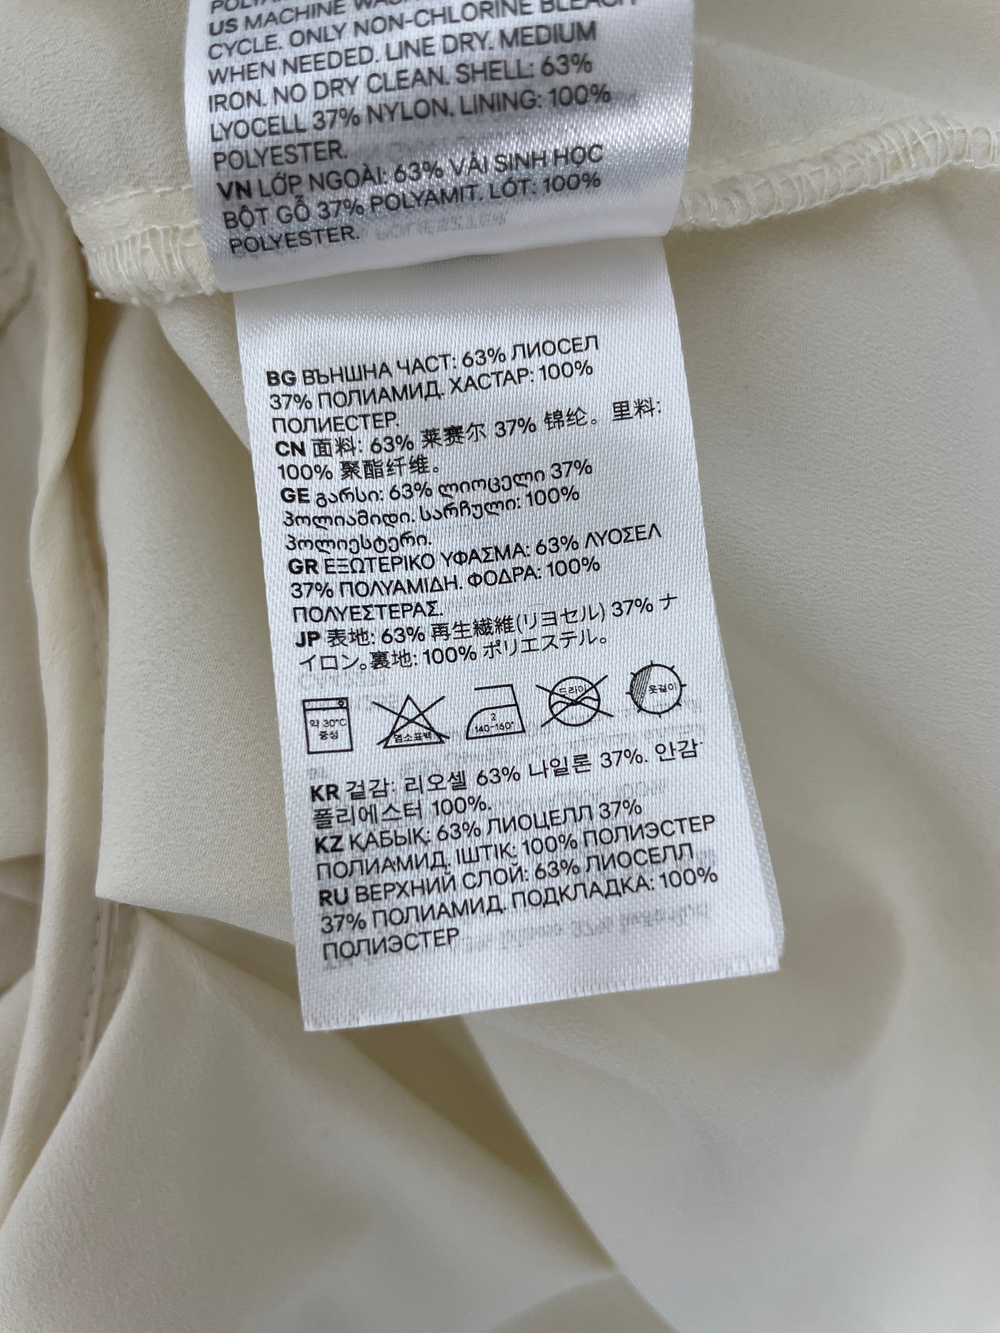 US MACHINE
CYCLE. ONLY NON-CHLORINE BLEACH
WHEN NEEDED. LINE DRY. MEDIUM
IRON. NO DRY CLEAN. SHELL: 63%
LYOCELL 37% NYLON. LINING: 100%
POLYESTER.
VN LỚP NGOÀI: 63% VẢI SINH HỌC
BỘT GỖ 37% POLYAMIT. LÓT: 100%
POLYESTER.
BG ВЪНШНА ЧАСТ: 63% ЛИОСЕЛ
37% ПОЛИАМИД. ХАСТАР: 100%
ПОЛИЕСТЕР.
CN 面料: 63% 莱赛尔 37% 锦纶。里料:
100% 聚酯纤维。
GE გარსი: 63% ლიოცელი 37%
პოლიამიდი. სარჩული: 100%
პოლიესტერი.
GR ΕΞΩΤΕΡΙΚΟ ΥΦΑΣΜΑ: 63% ΛΥΟΣΕΛ
37% ΠΟΛΥΑΜΙΔΗ. ΦΟΔΡΑ: 100%
ΠΟΛΥΕΣΤΕΡΑΣ.
JP 表地: 63% 再生繊維(リヨセル) 37% ナ
イロン。裏地: 100% ポリエステル。
약 30°C
중성
염소표백
2
140~160°
드라이
옷걸이
KR 겉감: 리오셀 63% 나일론 37%. 안감:
폴리에스터 100%.
KZ ҚАБЫҚ: 63% ЛИОЦЕЛЛ 37%
ПОЛИАМИД. ІШТІК: 100% ПОЛИЭСТЕР
RU ВЕРХНИЙ СЛОЙ: 63% ЛИОСЕЛЛ
37% ПОЛИАМИД. ПОДКЛАДКА: 100%
ПОЛИЭСТЕР